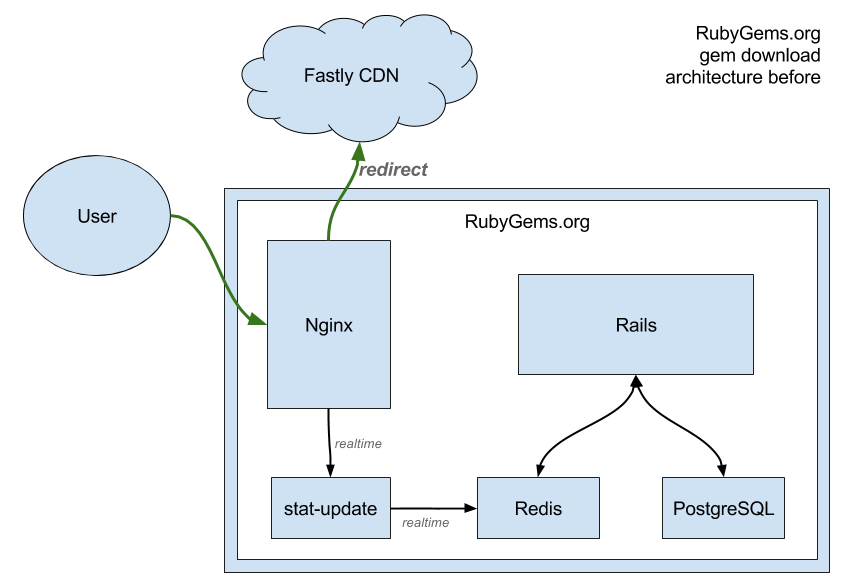 RubyGems.org
gem download
architecture before
Fastly CDN
redirect
User
RubyGems.org
Nginx
Rails
realtime
stat-update
realtime
Redis
PostgreSQL